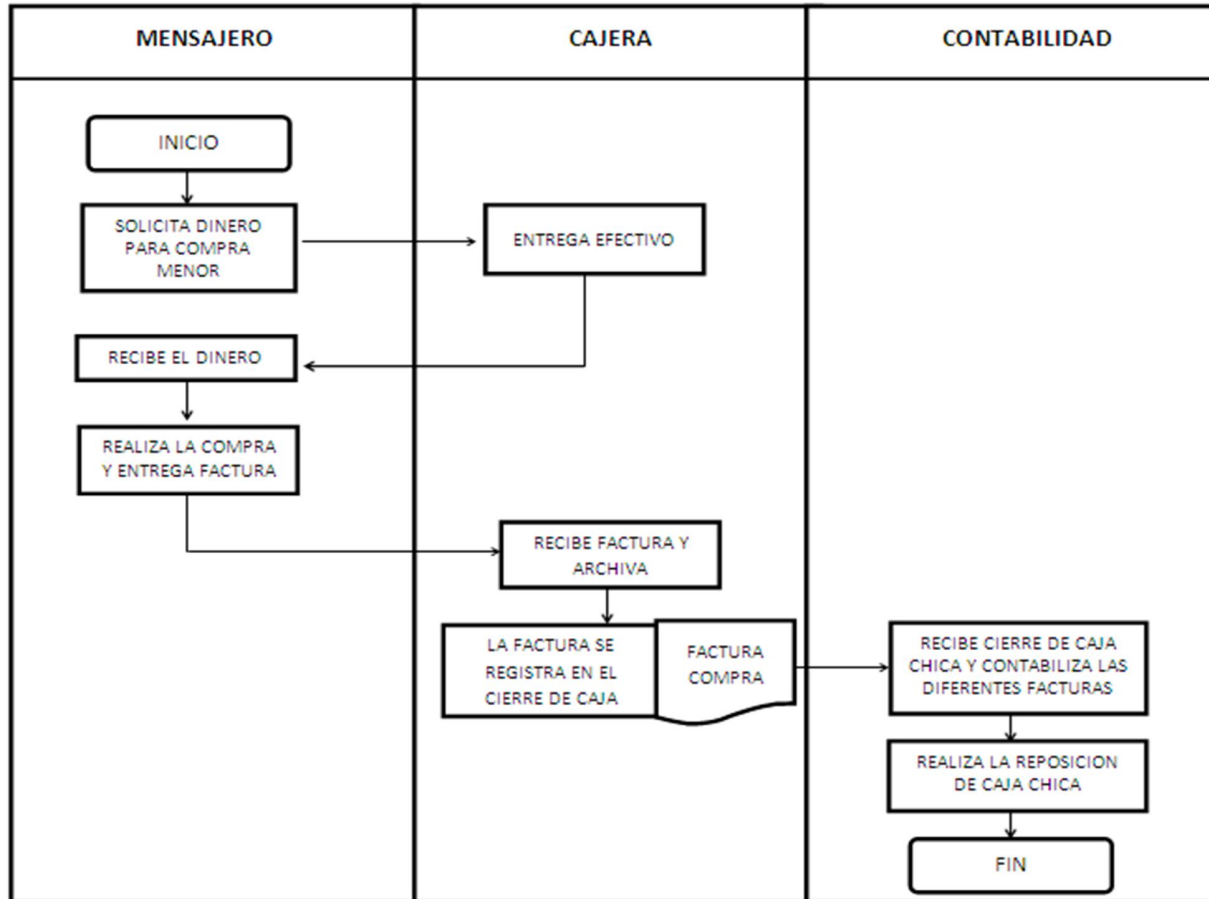 MENSAJERO
CAJERA
CONTABILIDAD
INICIO
SOLICITA DINERO
PARA COMPRA
MENOR
ENTREGA EFECTIVO
RECIBE EL DINERO
REALIZA LA COMPRA
Y ENTREGA FACTURA
RECIBE FACTURA Y
ARCHIVA
LA FACTURA SE
REGISTRA EN EL
CIERRE DE CAJA
FACTURA
COMPRA
RECIBE CIERRE DE CAJA
CHICA Y CONTABILIZA LAS
DIFERENTES FACTURAS
REALIZA LA REPOSICION
DE CAJA CHICA
FIN